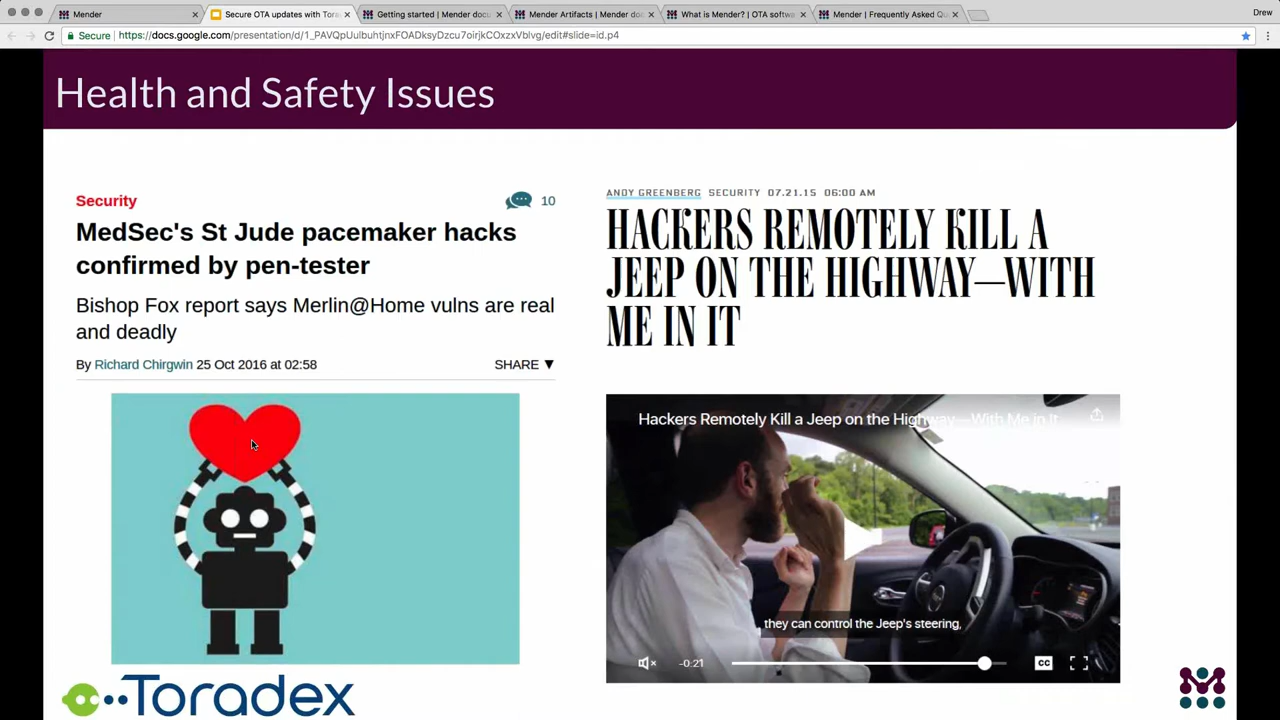 Mender
Secure OTA updates with Tora
Getting started | Mender docu
Mender Artifacts | Mender do
What is Mender? | OTA softwa
Mender | Frequently Asked Qu
Drew
Secure
https://docs.google.com/presentation/d/1_PAVQpUulbuhtjnxFOADksyDzcu7oirjkCOxzxVblvg/edit#slide=id.p4
Health and Safety Issues
Security
10
MedSec's St Jude pacemaker hacks
confirmed by pen-tester
Bishop Fox report says Merlin@Home vulns are real
and deadly
By Richard Chirgwin 25 Oct 2016 at 02:58
SHARE ▼
ANDY GREENBERG SECURITY 07.21.15 06:00 AM
HACKERS REMOTELY KILL A
JEEP ON THE HIGHWAY—WITH
ME IN IT
Hackers Remotely Kill a Jeep on the Highway—With Me in It
they can control the Jeep's steering,
-0:21
CC
Toradex